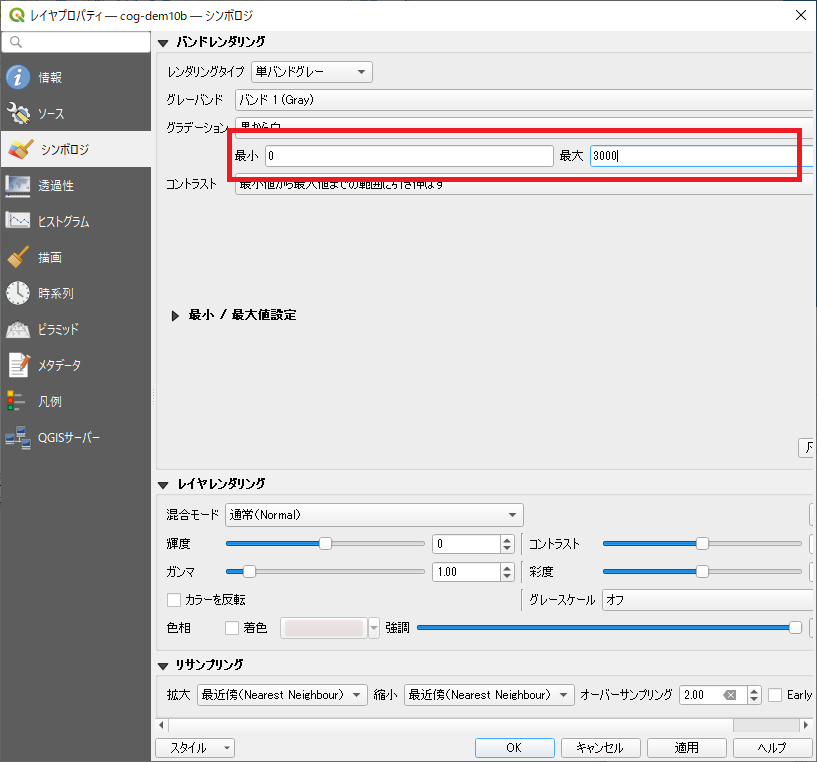 レイヤプロパティ — cog-dem10b — シンボロジ
情報
ソース
シンボロジ
透過性
ヒストグラム
描画
時系列
ピラミッド
メタデータ
凡例
QGISサーバー
バンドレンダリング
レンダリングタイプ 単バンドグレー
グレーバンド バンド 1 (Gray)
グラデーション 黒から白
最小 0 最大 3000
コントラスト 最小値から最大値までの範囲に引き伸ばす
最小 / 最大値設定
レイヤレンダリング
混合モード 通常(Normal)
輝度 0 コントラスト
ガンマ 1.00 彩度
カラーを反転 グレースケール オフ
色相 着色 強調
リサンプリング
拡大 最近傍(Nearest Neighbour) 縮小 最近傍(Nearest Neighbour) オーバーサンプリング 2.00 Early
スタイル OK キャンセル 適用 ヘルプ